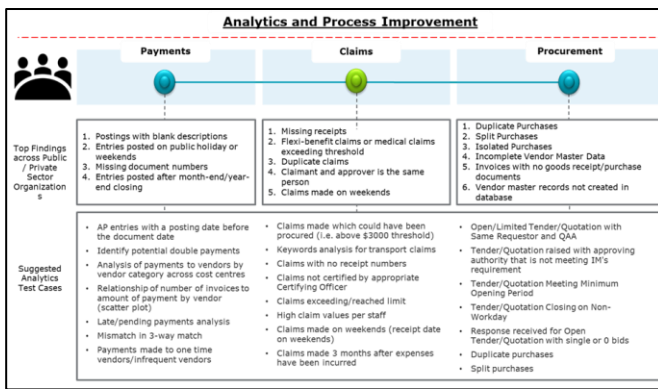 Analytics and Process Improvement
Payments
Claims
Procurement
Top Findings
across Public /
Private
Sector
Organization
s
1. Postings with blank descriptions
2. Entries posted on public holiday or
weekends
3. Missing document numbers
4. Entries posted after month-end/year-
end closing
1. Missing receipts
2. Flexi-benefit claims or medical claims
exceeding threshold
3. Duplicate claims
4. Claimant and approver is the same
person
5. Claims made on weekends
1. Duplicate Purchases
2. Split Purchases
3. Isolated Purchases
4. Incomplete Vendor Master Data
5. Invoices with no goods receipt/purchase
documents
6. Vendor master records not created in
database
Suggested
Analytics
Test Cases
• AP entries with a posting date before
the document date
• Identify potential double payments
• Analysis of payments to vendors by
vendor category across cost centres
• Relationship of number of invoices to
amount of payment by vendor
(scatter plot)
• Late/pending payments analysis
• Mismatch in 3-way match
• Payments made to one time
vendors/infrequent vendors
• Claims made which could have been
procured (i.e. above $3000 threshold)
• Keywords analysis for transport claims
• Claims with no receipt numbers
• Claims not certified by appropriate
Certifying Officer
• Claims exceeding/reached limit
• High claim values per staff
• Claims made on weekends (receipt date
on weekends)
• Claims made 3 months after expenses
have been incurred
• Open/Limited Tender/Quotation with
Same Requestor and QAA
• Tender/Quotation raised with approving
authority that is not meeting IM's
requirement
• Tender/Quotation Meeting Minimum
Opening Period
• Tender/Quotation Closing on Non-
Workday
• Response received for Open
Tender/Quotation with single or 0 bids
• Duplicate purchases
• Split purchases